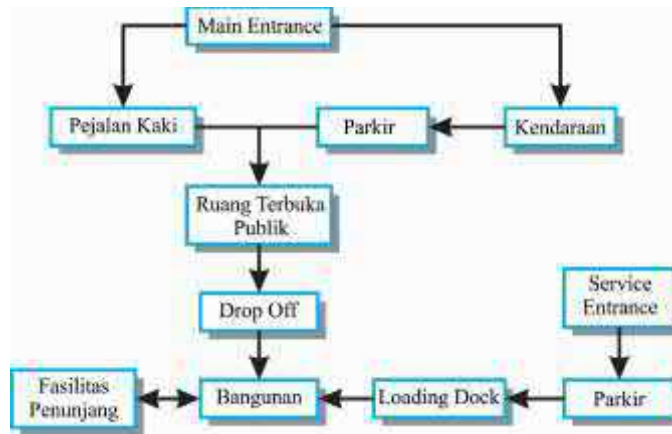 Main Entrance
Pejalan Kaki
Parkir
Kendaraan
Ruang Terbuka
Publik
Service
Entrance
Drop Off
Fasilitas
Penunjang
Bangunan
Loading Dock
Parkir